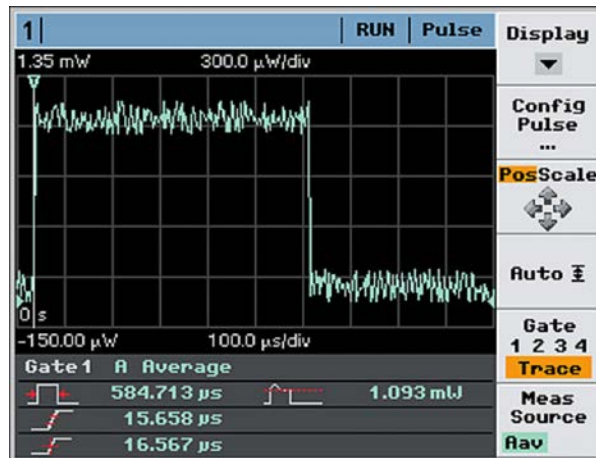 1 RUN Pulse
1.35 mW 300.0 µW/div
0 s
-150.00 µW 100.0 µs/div
Gate1 A Average
584.713 µs 1.093 mW
15.658 µs
16.567 µs
Display
Config
Pulse
...
PosScale
Auto
Gate
1 2 3 4
Trace
Meas
Source
Aav